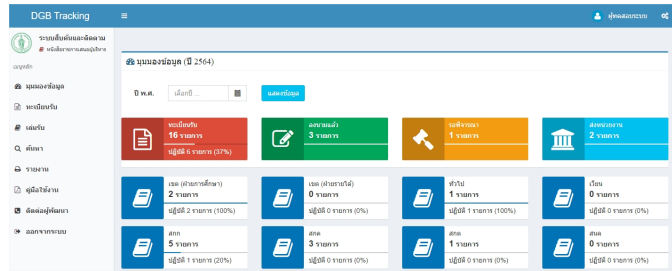 DGB Tracking
ผู้ทดสอบระบบ
ระบบสืบค้นและติดตาม
หนังสือราชการเสนอผู้บริหาร
เมนูหลัก
มุมมองข้อมูล
ทะเบียนรับ
เล่มรับ
ค้นหา
รายงาน
คู่มือใช้งาน
ติดต่อผู้พัฒนา
ออกจากระบบ
มุมมองข้อมูล (ปี 2564)
ปี พ.ศ.
เลือกปี ...
แสดงข้อมูล
ทะเบียนรับ
16 รายการ
ปฏิบัติ 6 รายการ (37%)
ลงนามแล้ว
3 รายการ
รอพิจารณา
1 รายการ
ส่งหน่วยงาน
2 รายการ
เขต (ฝ่ายการศึกษา)
2 รายการ
ปฏิบัติ 2 รายการ (100%)
เขต (ฝ่ายรายได้)
0 รายการ
ปฏิบัติ 0 รายการ (0%)
ทั่วไป
1 รายการ
ปฏิบัติ 1 รายการ (100%)
เวียน
0 รายการ
ปฏิบัติ 0 รายการ (0%)
สกก
5 รายการ
ปฏิบัติ 1 รายการ (20%)
สกค
3 รายการ
ปฏิบัติ 0 รายการ (0%)
1 รายการ
ปฏิบัติ 0 รายการ (0%)
0 รายการ
ปฏิบัติ 0 รายการ (0%)